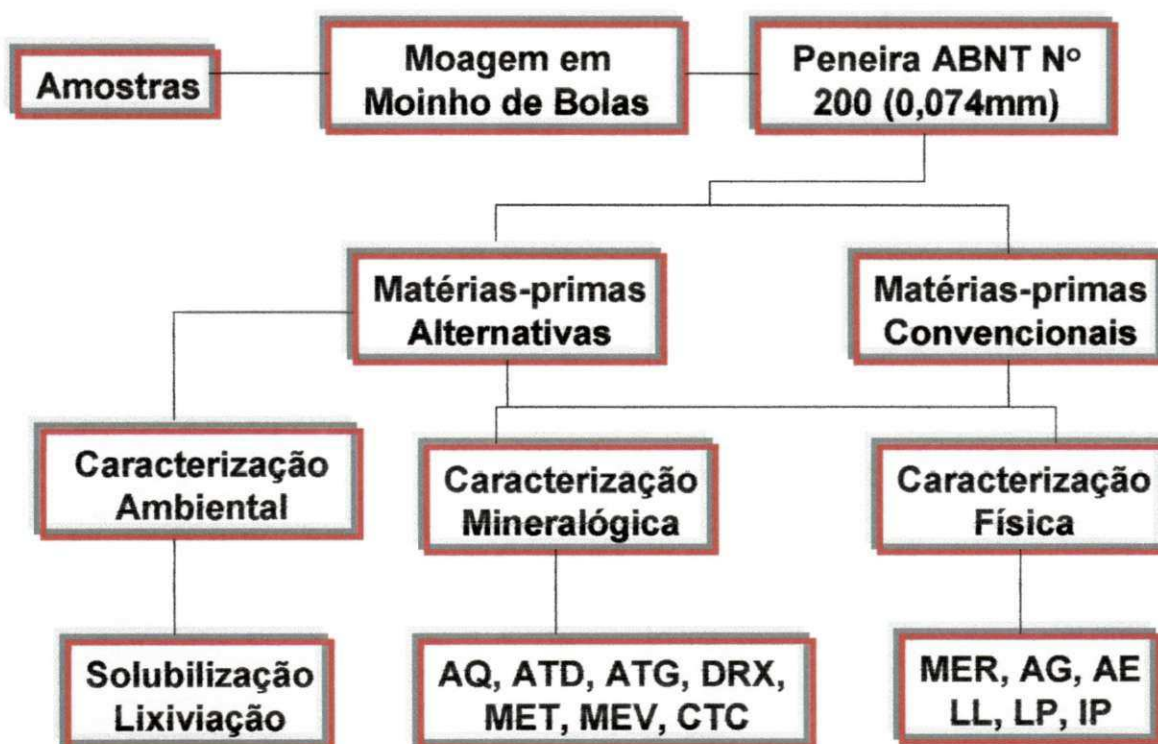 Amostras
Moagem em
Moinho de Bolas
Peneira ABNT Nº
200 (0,074mm)
Matérias-primas
Alternativas
Matérias-primas
Convencionais
Caracterização
Ambiental
Caracterização
Mineralógica
Caracterização
Física
Solubilização
Lixiviação
AQ, ATD, ATG, DRX,
MET, MEV, CTC
MER, AG, AE
LL, LP, IP